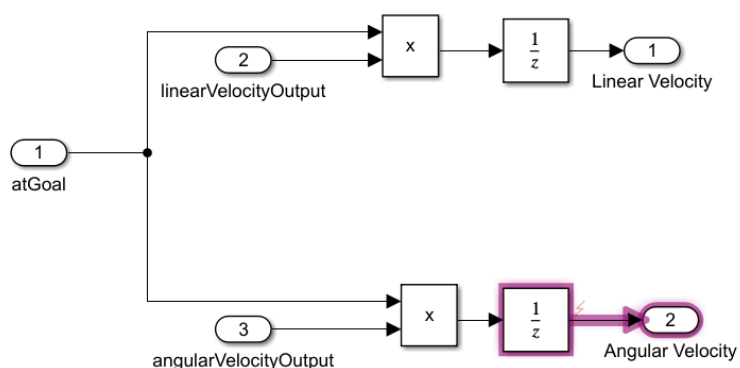 x
1
z
1
2
linearVelocityOutput
Linear Velocity
1
atGoal
x
1
z
2
3
angularVelocityOutput
Angular Velocity